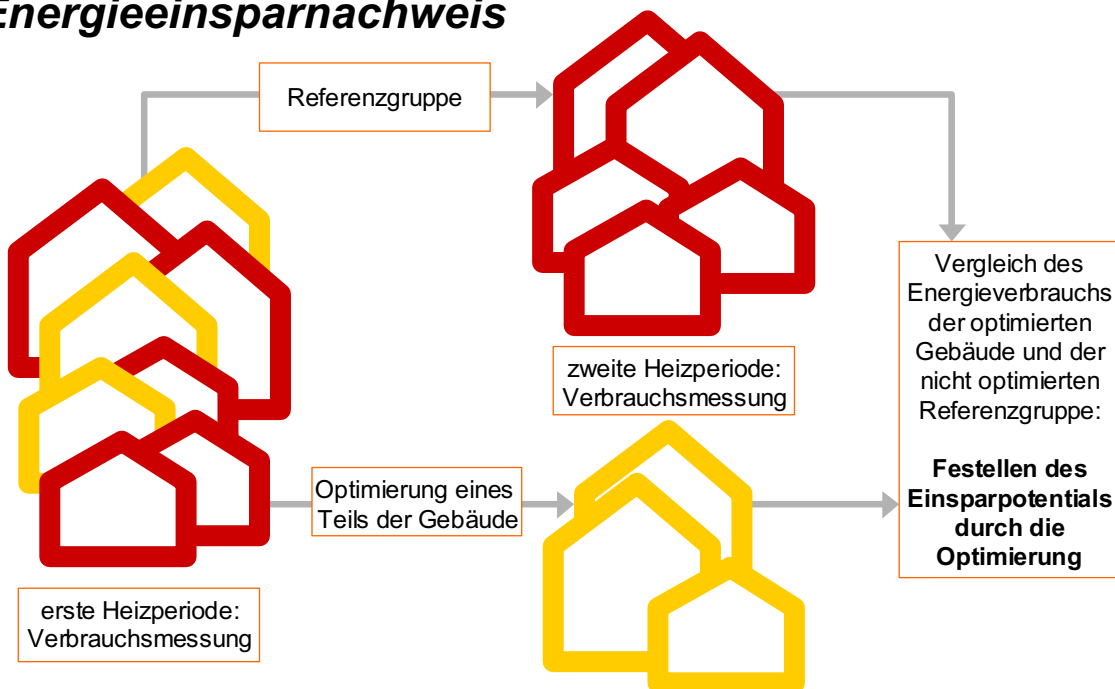 Energieeinsparnachweis
Referenzgruppe
zweite Heizperiode:
Verbrauchsmessung
Optimierung eines
Teils der Gebäude
erste Heizperiode:
Verbrauchsmessung
Vergleich des
Energieverbrauchs
der optimierten
Gebäude und der
nicht optimierten
Referenzgruppe:
Festellen des
Einsparpotentials
durch die
Optimierung